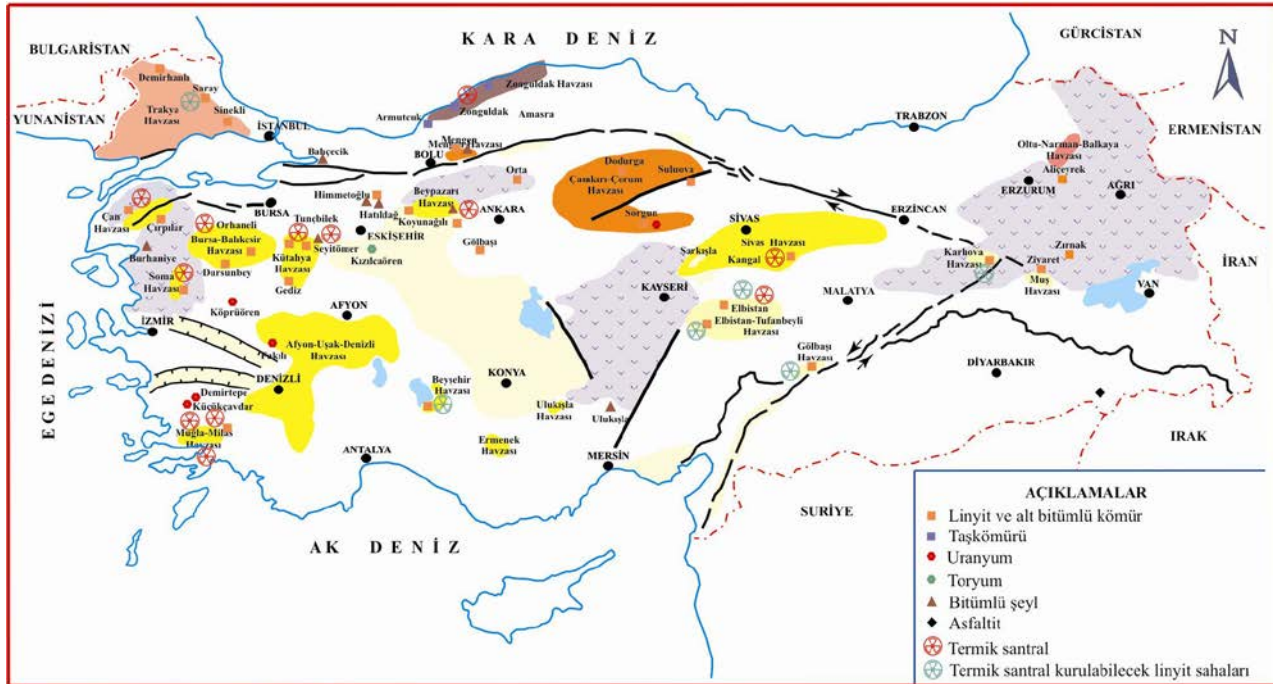 KARA DENİZ
BULGARİSTAN
GÜRCİSTAN
N
Demirhanlı
Saray
Trakya
Havzası
Sinekli
YUNANİSTAN
İSTANBUL
Zonguldak Havzası
Zonguldak
Armutcuk
Amasra
TRABZON
ERMENİSTAN
Bahçecik
BOLU
Mengen
Mengen Havzası
Orta
Dodurga
Çankırı-Çorum
Havzası
Suluova
Sorgun
Oltu-Narman-Balkaya
Havzası
Aliçeyrek
ERZURUM
AĞRI
Çan
Havzası
Çırpılar
BURSA
Himmetoğlu
Hatıldağ
Beypazarı
Havzası
Koyunağılı
ANKARA
Gölbaşı
ESKİŞEHİR
Kızılcaören
SİVAS
ERZİNCAN
Orhaneli
Bursa-Balıkesir
Havzası
Dursunbey
Burhaniye
Soma
Havzası
Tunçbilek
Seyitömer
Kütahya
Havzası
Gediz
Şarkışla
Sivas Havzası
Kangal
Karlıova
Havzası
Zırnak
Ziyaret
Muş
Havzası
VAN
İRAN
Köprüören
AFYON
KAYSERİ
MALATYA
Elbistan
Elbistan-Tufanbeyli
Havzası
İZMİR
Fakılı
Afyon-Uşak-Denizli
Havzası
Gölbaşı
Havzası
DİYARBAKIR
EGE DENİZİ
DENİZLİ
Demirtepe
Küçükçavdar
Muğla-Milas
Havzası
Beyşehir
Havzası
KONYA
Ulukışla
Havzası
Ulukışla
Ermenek
Havzası
ANTALYA
MERSİN
IRAK
SURİYE
AK DENİZ
AÇIKLAMALAR
Linyit ve alt bitümlü kömür
Taşkömürü
Uranyum
Toryum
Bitümlü şeyl
Asfaltit
Termik santral
Termik santral kurulabilecek linyit sahaları